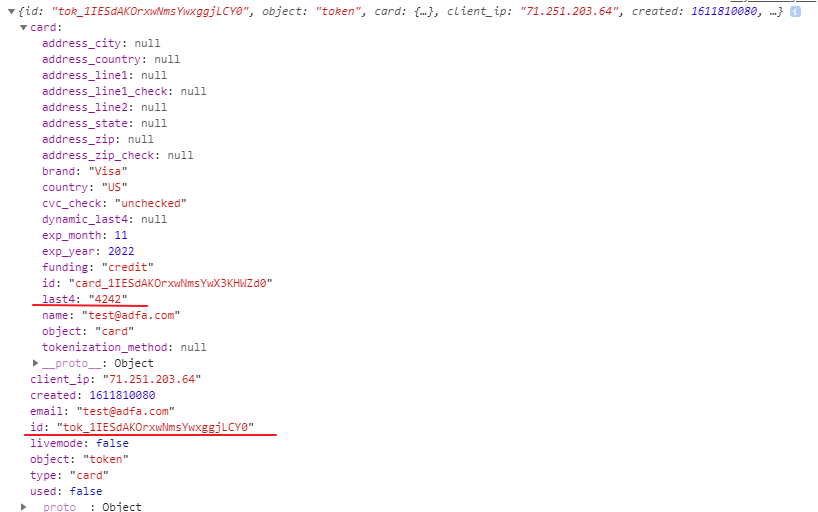 {id: "tok_1IESdAKOrxwNmsYwxggjLCY0", object: "token", card: {…}, client_ip: "71.251.203.64", created: 1611810080, …}
card:
address_city: null
address_country: null
address_line1: null
address_line1_check: null
address_line2: null
address_state: null
address_zip: null
address_zip_check: null
brand: "Visa"
country: "US"
cvc_check: "unchecked"
dynamic_last4: null
exp_month: 11
exp_year: 2022
funding: "credit"
id: "card_1IESdAKOrxwNmsYwX3KHWZd0"
last4: "4242"
name: "test@adfa.com"
object: "card"
tokenization_method: null
__proto__: Object
client_ip: "71.251.203.64"
created: 1611810080
email: "test@adfa.com"
id: "tok_1IESdAKOrxwNmsYwxggjLCY0"
livemode: false
object: "token"
type: "card"
used: false
__proto__: Object